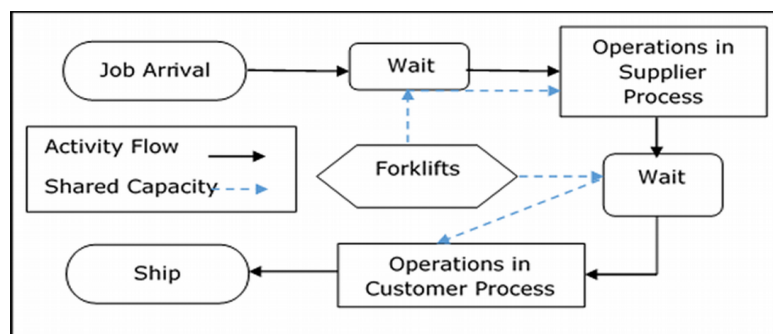 Job Arrival
Wait
Operations in
Supplier
Process
Activity Flow
Shared Capacity
Forklifts
Wait
Ship
Operations in
Customer Process